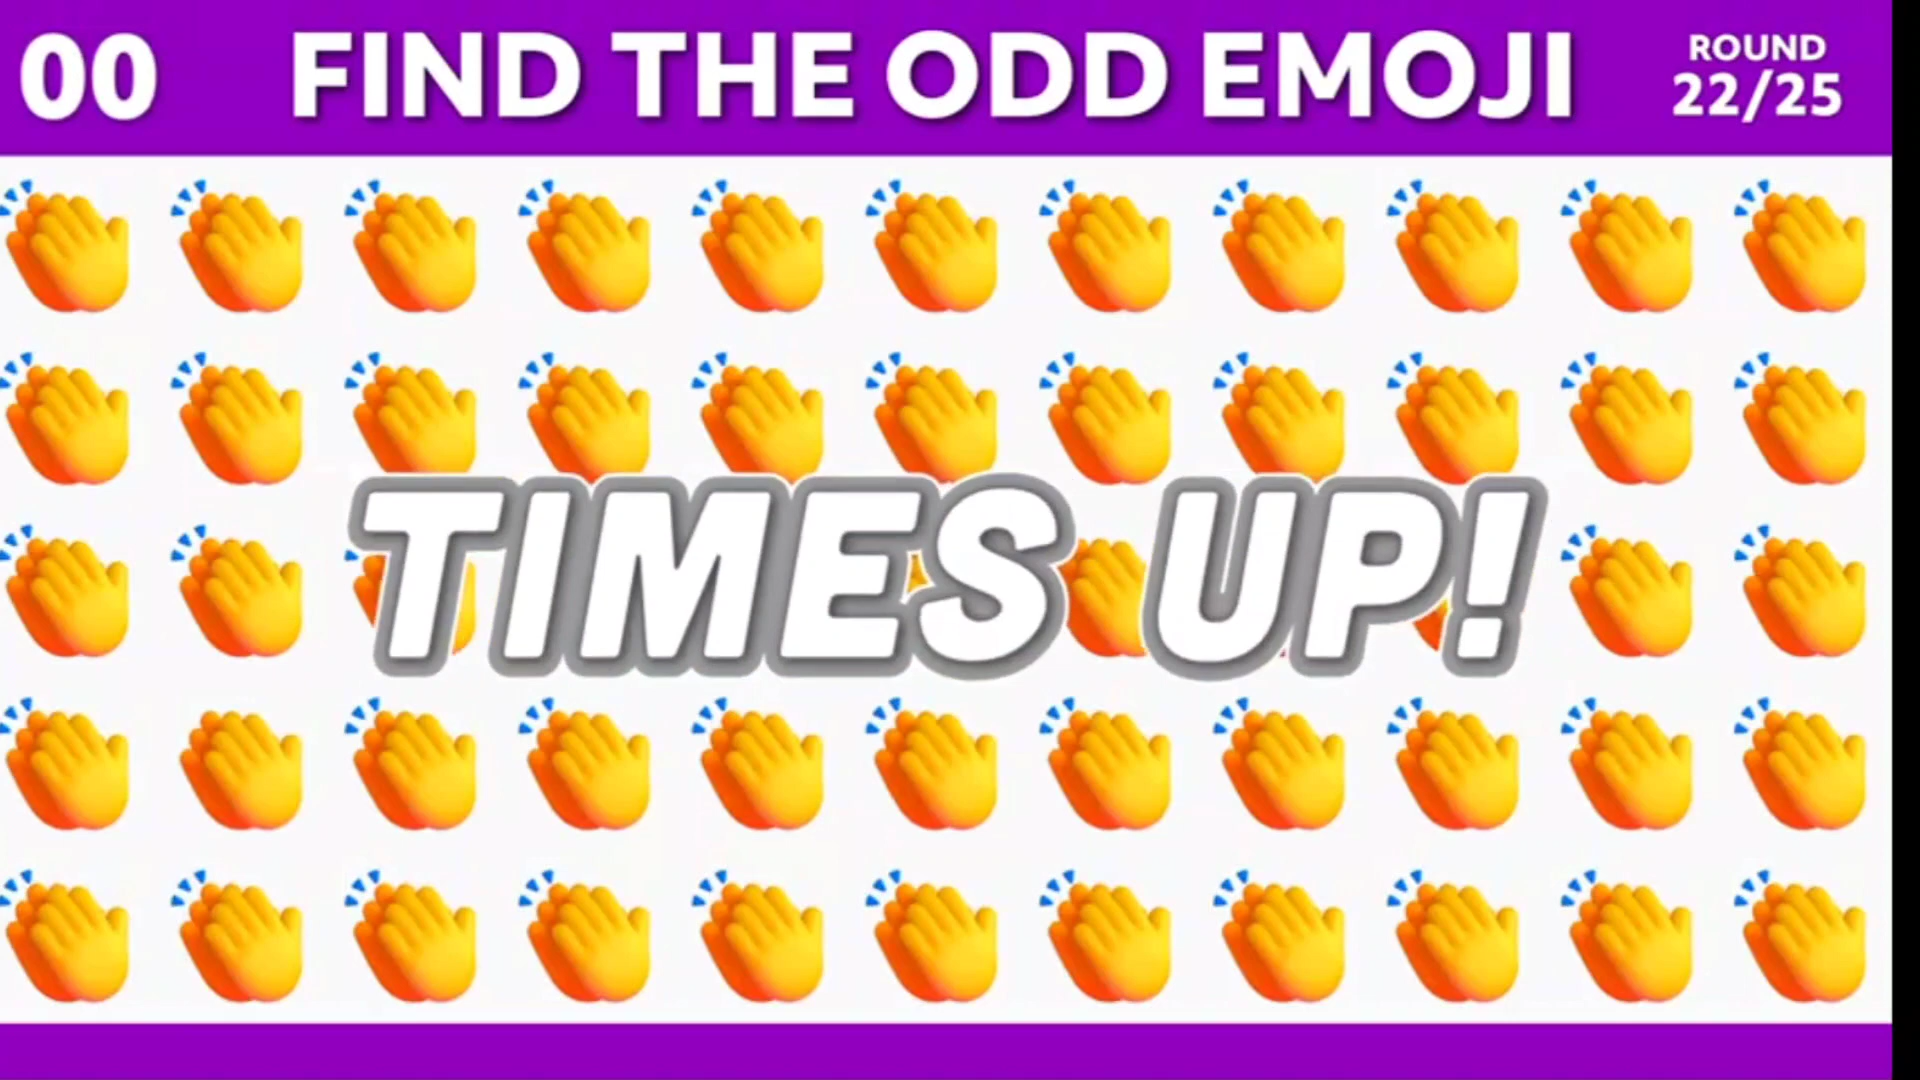 00
FIND THE ODD EMOJI
ROUND
22/25
TIMES UP!